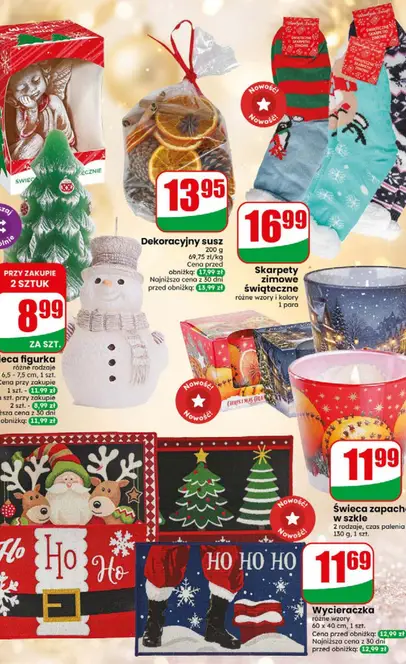 Nowość!
13 95
Dekoracyjny susz
200 g
69,75 zł/kg
Cena przed
obniżką: 17,99 zł
Najniższa cena z 30 dni
przed obniżką: 13,99 zł
16 99
Skarpety
zimowe
świąteczne
różne wzory i kolory
1 para
PRZY ZAKUPIE
2 SZTUK
8 99
ZA SZT.
ieca figurka
różne rodzaje
6,5 - 7,5 cm, 1 szt.
Cena przy zakupie
1 szt. - 11,99 zł
szt. przy zakupie
2 szt. - 8,99 zł
sza cena z 30 dni
obniżką: 11,99 zł
Nowość!
11 99
Świeca zapach
w szkle
2 rodzaje, czas palenia
130 g, 1 szt.
Nowość!
Ho
HO
Ho
HO HO HO
11 69
Wycieraczka
różne wzory
60 x 40 cm, 1 szt.
Cena przed obniżką: 12,99 zł
Najniższa cena z 30 dni
przed obniżką: 12,99 zł